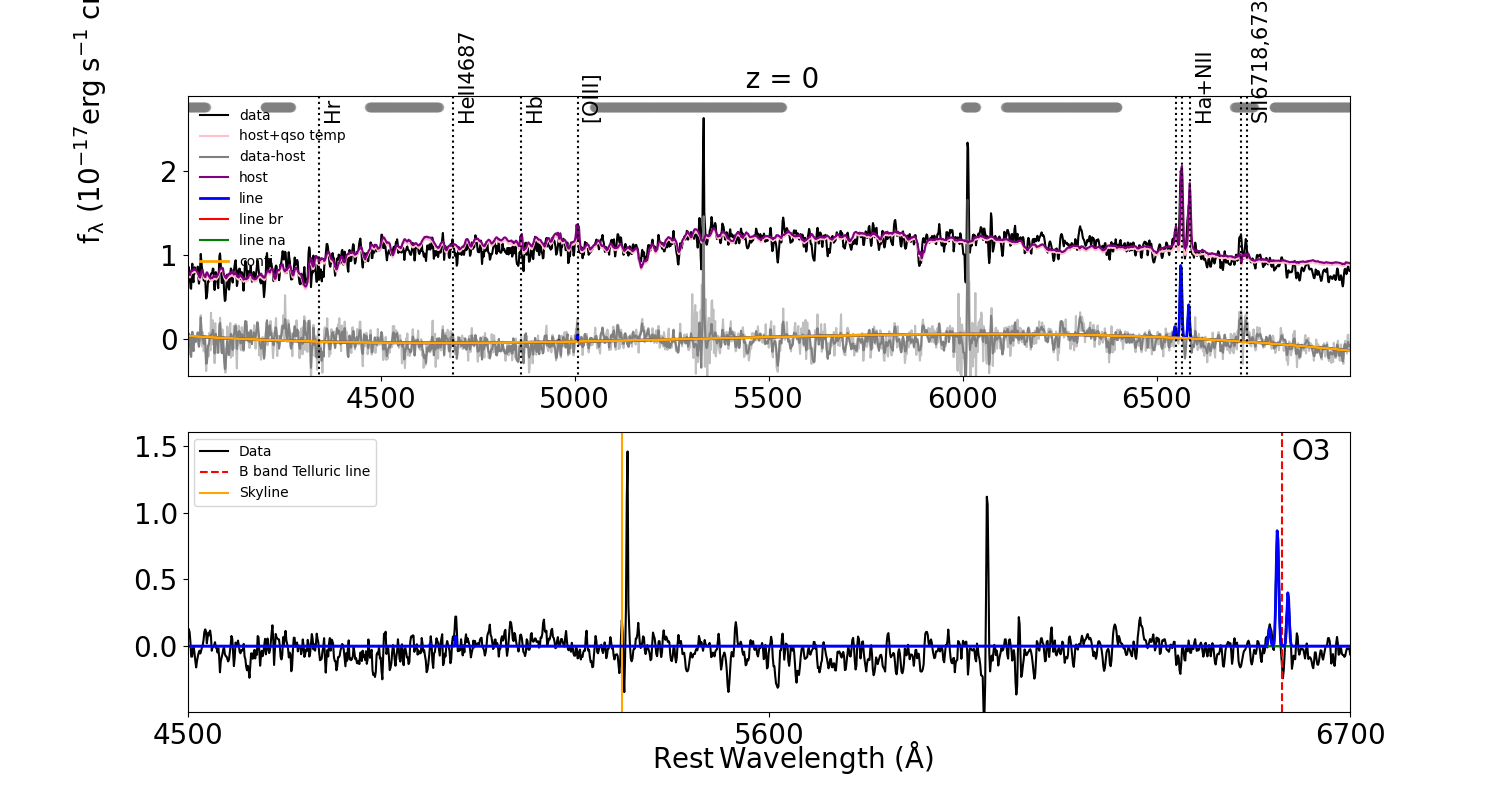 z = 0
Hr
HeII4687
Hb
[OIII]
Ha+NII
SII6718,673
data
host+qso temp
data-host
host
line
line br
line na
cont
fλ (10⁻¹⁷erg s⁻¹ c
2
1
0
4500 5000 5500 6000 6500
Data
B band Telluric line
Skyline
O3
1.5
1.0
0.5
0.0
4500 5600 6700
Rest Wavelength (Å)